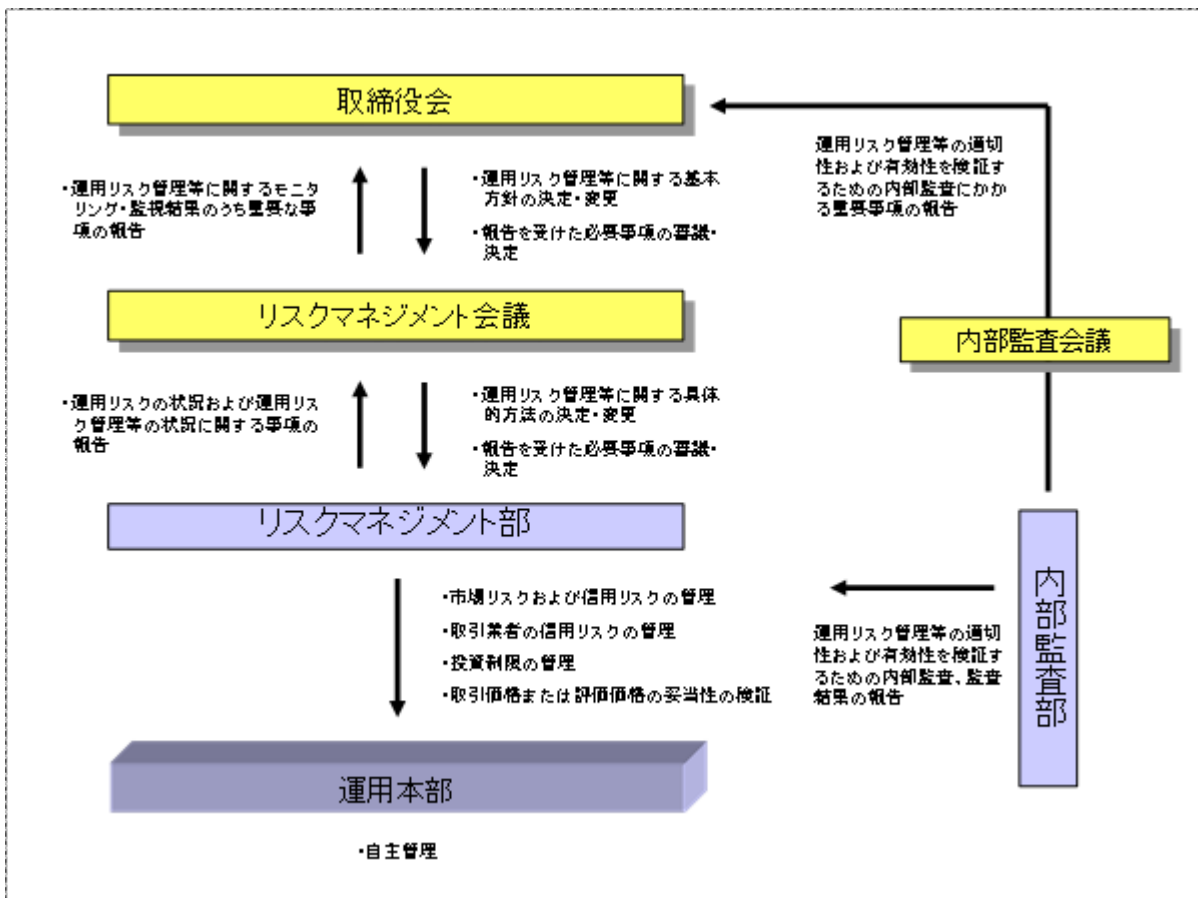 取締役会
・運用リスク管理等に関するモニ
タリング・監視結果のうち重要な事
項の報告
・運用リスク管理等に関する基本
方針の決定・変更
・報告を受けた必要事項の審議・
決定
運用リスク管理等の適切
性および有効性を検証す
るための内部監査にかか
る重要事項の報告
リスクマネジメント会議
内部監査会議
・運用リスクの状況および運用リス
ク管理等の状況に関する事項の
報告
・運用リスク管理等に関する具体
的方法の決定・変更
・報告を受けた必要事項の審議・
決定
リスクマネジメント部
内部監査部
・市場リスクおよび信用リスクの管理
・取引業者の信用リスクの管理
・投資制限の管理
・取引価格または評価価格の妥当性の検証
運用リスク管理等の適切
性および有効性を検証す
るための内部監査、監査
結果の報告
運用本部
・自主管理